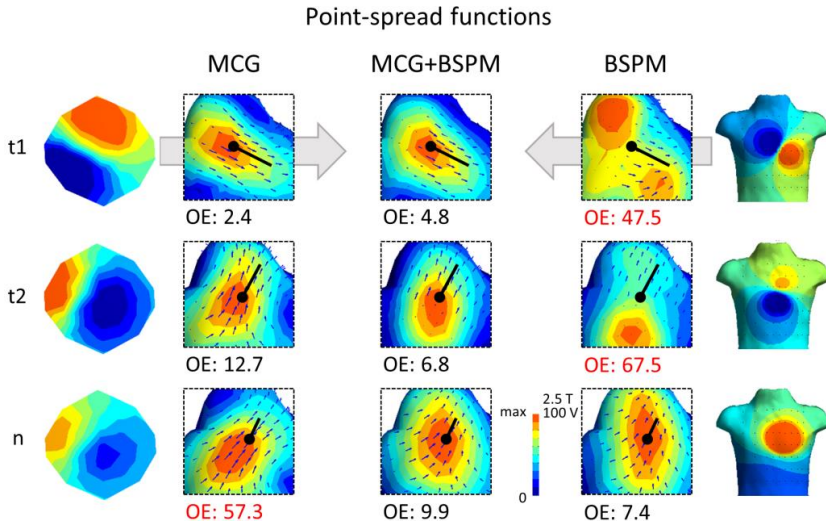 Point-spread functions
MCG MCG+BSPM BSPM
t1
OE: 2.4 OE: 4.8 OE: 47.5
t2
OE: 12.7 OE: 6.8 OE: 67.5
n
max 2.5 T
100 V
0
OE: 57.3 OE: 9.9 OE: 7.4